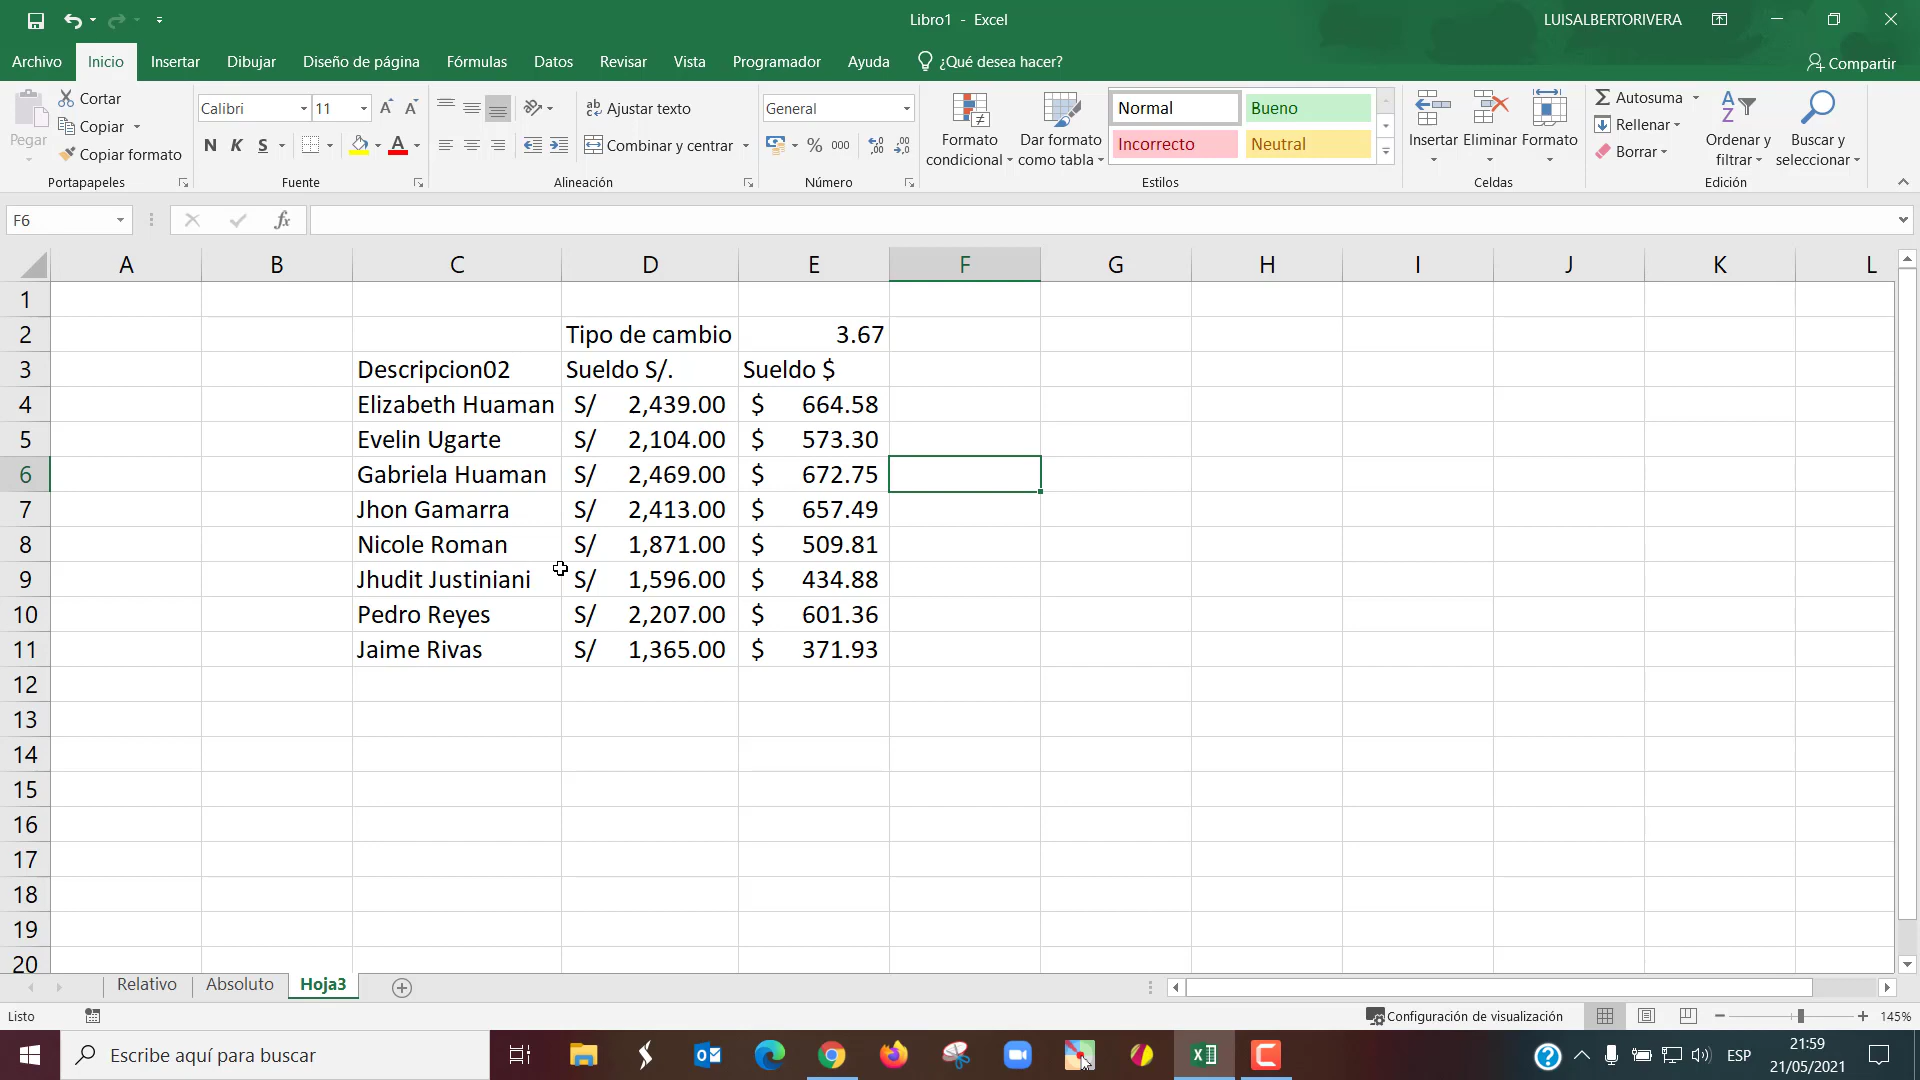 Libro1 - Excel
LUISALBERTORIVERA
Archivo Inicio Insertar Dibujar Diseño de página Fórmulas Datos Revisar Vista Programador Ayuda ¿Qué desea hacer? Compartir
Pegar
Cortar
Copiar
Copiar formato
Portapapeles
Calibri 11
N K S A
Fuente
Ajustar texto
Combinar y centrar
Alineación
General
% 000
Número
Formato condicional
Dar formato como tabla
Normal Bueno
Incorrecto Neutral
Estilos
Insertar Eliminar Formato
Celdas
Autosuma
Rellenar
Borrar
Ordenar y filtrar
Buscar y seleccionar
Edición
F6 fx
A B C D E F G H I J K L
1
2 Tipo de cambio 3.67
3 Descripcion02 Sueldo S/. Sueldo $
4 Elizabeth Huaman S/ 2,439.00 $ 664.58
5 Evelin Ugarte S/ 2,104.00 $ 573.30
6 Gabriela Huaman S/ 2,469.00 $ 672.75
7 Jhon Gamarra S/ 2,413.00 $ 657.49
8 Nicole Roman S/ 1,871.00 $ 509.81
9 Jhudit Justiniani S/ 1,596.00 $ 434.88
10 Pedro Reyes S/ 2,207.00 $ 601.36
11 Jaime Rivas S/ 1,365.00 $ 371.93
12
13
14
15
16
17
18
19
20
Relativo Absoluto Hoja3
Listo Configuración de visualización 145%
Escribe aquí para buscar
ESP
21:59
21/05/2021